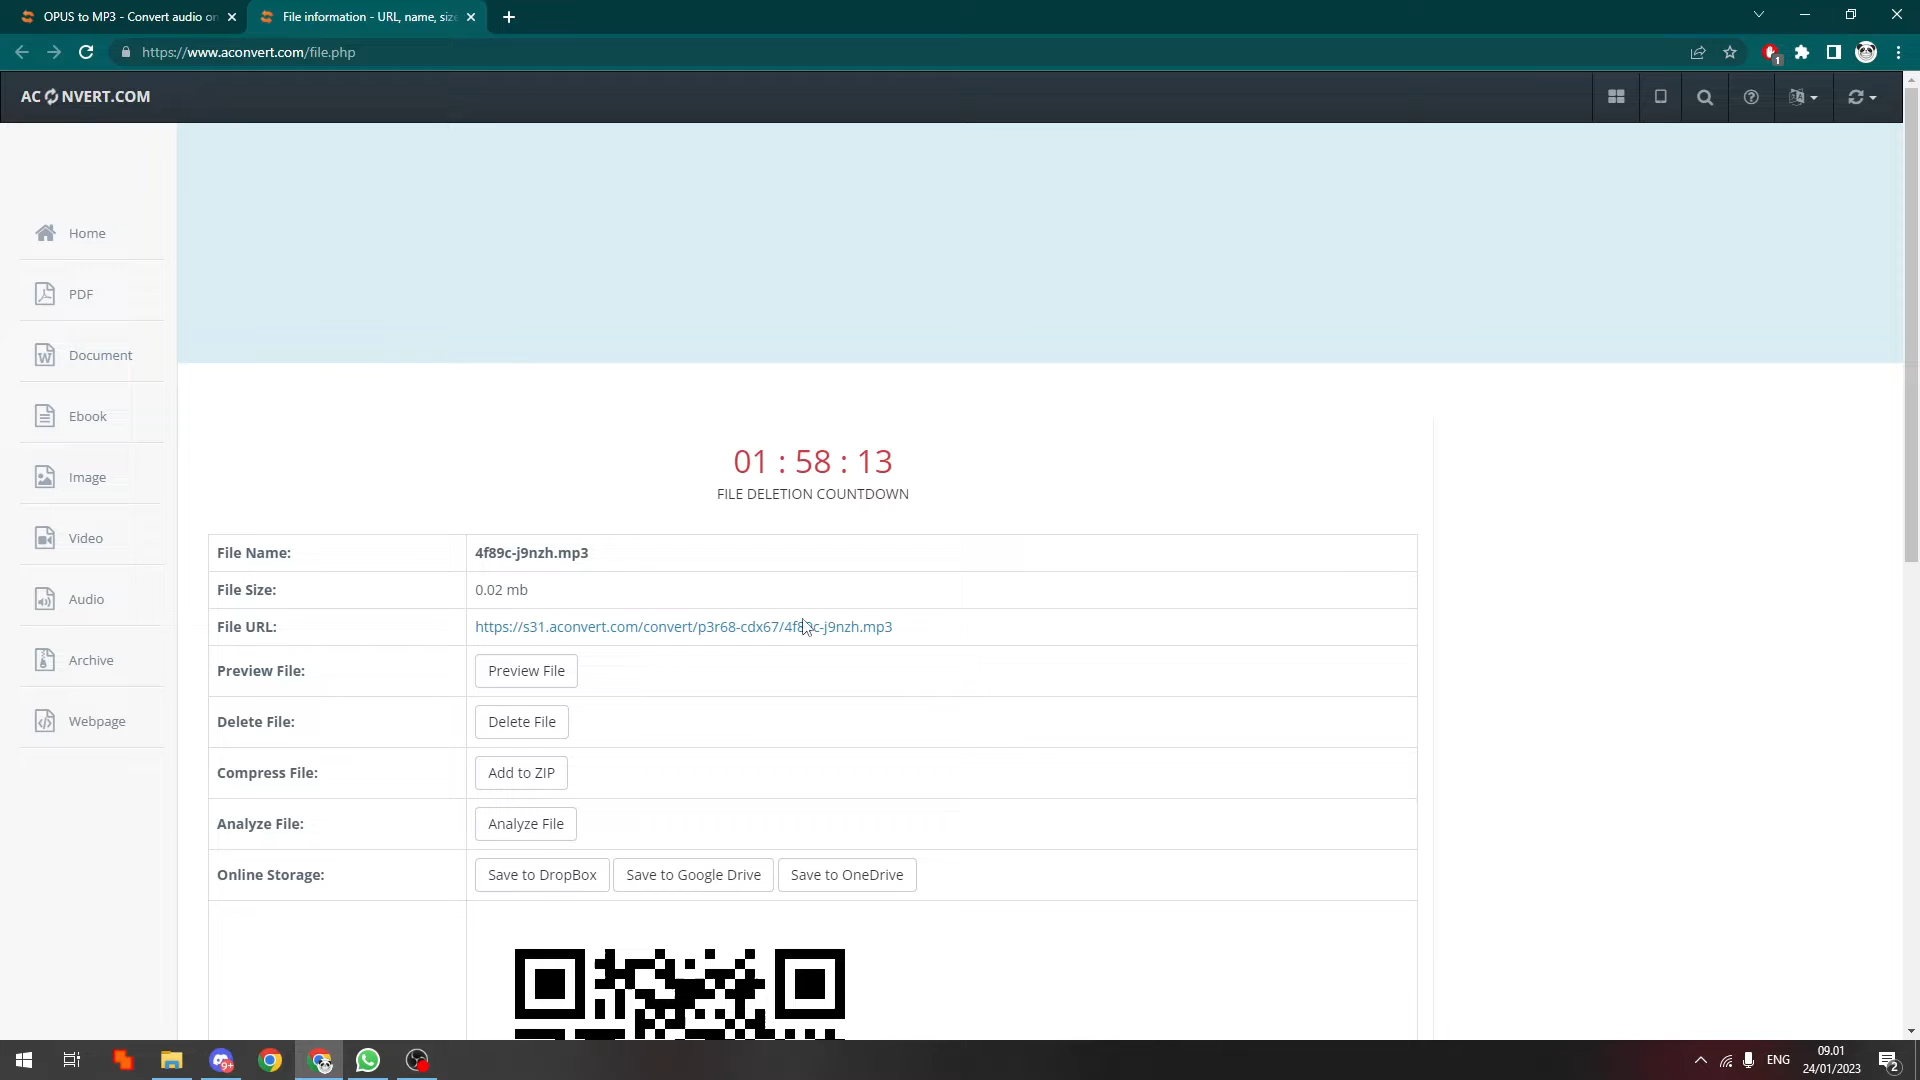 OPUS to MP3 - Convert audio on
File information - URL, name, size
https://www.aconvert.com/file.php
AC NVERT.COM
Home
PDF
Document
Ebook
Image
Video
Audio
Archive
Webpage
01 : 58 : 13
FILE DELETION COUNTDOWN
File Name: 4f89c-j9nzh.mp3
File Size: 0.02 mb
File URL: https://s31.aconvert.com/convert/p3r68-cdx67/4f89c-j9nzh.mp3
Preview File: Preview File
Delete File: Delete File
Compress File: Add to ZIP
Analyze File: Analyze File
Online Storage: Save to DropBox Save to Google Drive Save to OneDrive
ENG
09.01
24/01/2023